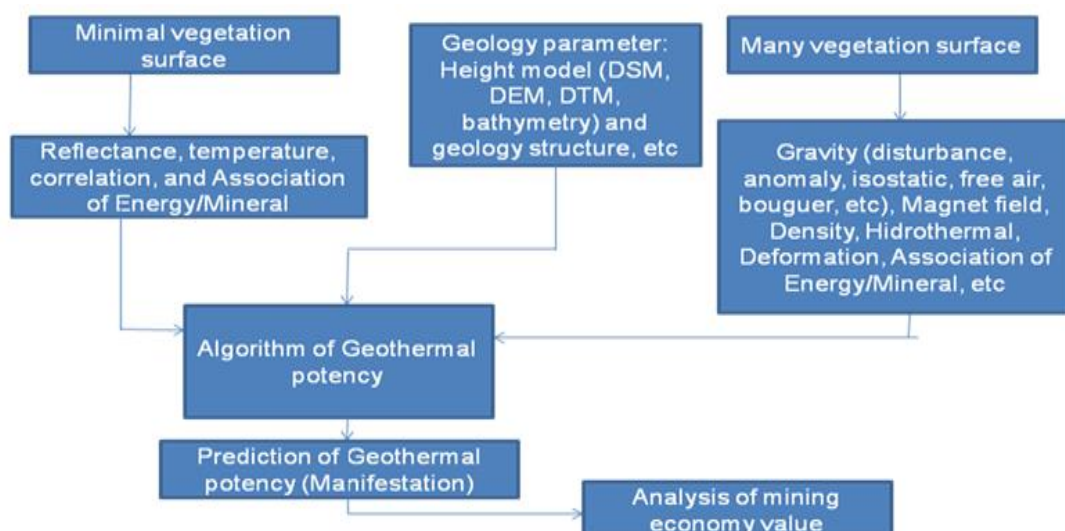 Minimal vegetation
surface
Geology parameter:
Height model (DSM,
DEM, DTM,
bathymetry) and
geology structure, etc
Many vegetation surface
Reflectance, temperature,
correlation, and Association
of Energy/Mineral
Gravity (disturbance,
anomaly, isostatic, free air,
bouguer, etc), Magnet field,
Density, Hidrothermal,
Deformation, Association of
Energy/Mineral, etc
Algorithm of Geothermal
potency
Prediction of Geothermal
potency (Manifestation)
Analysis of mining
economy value